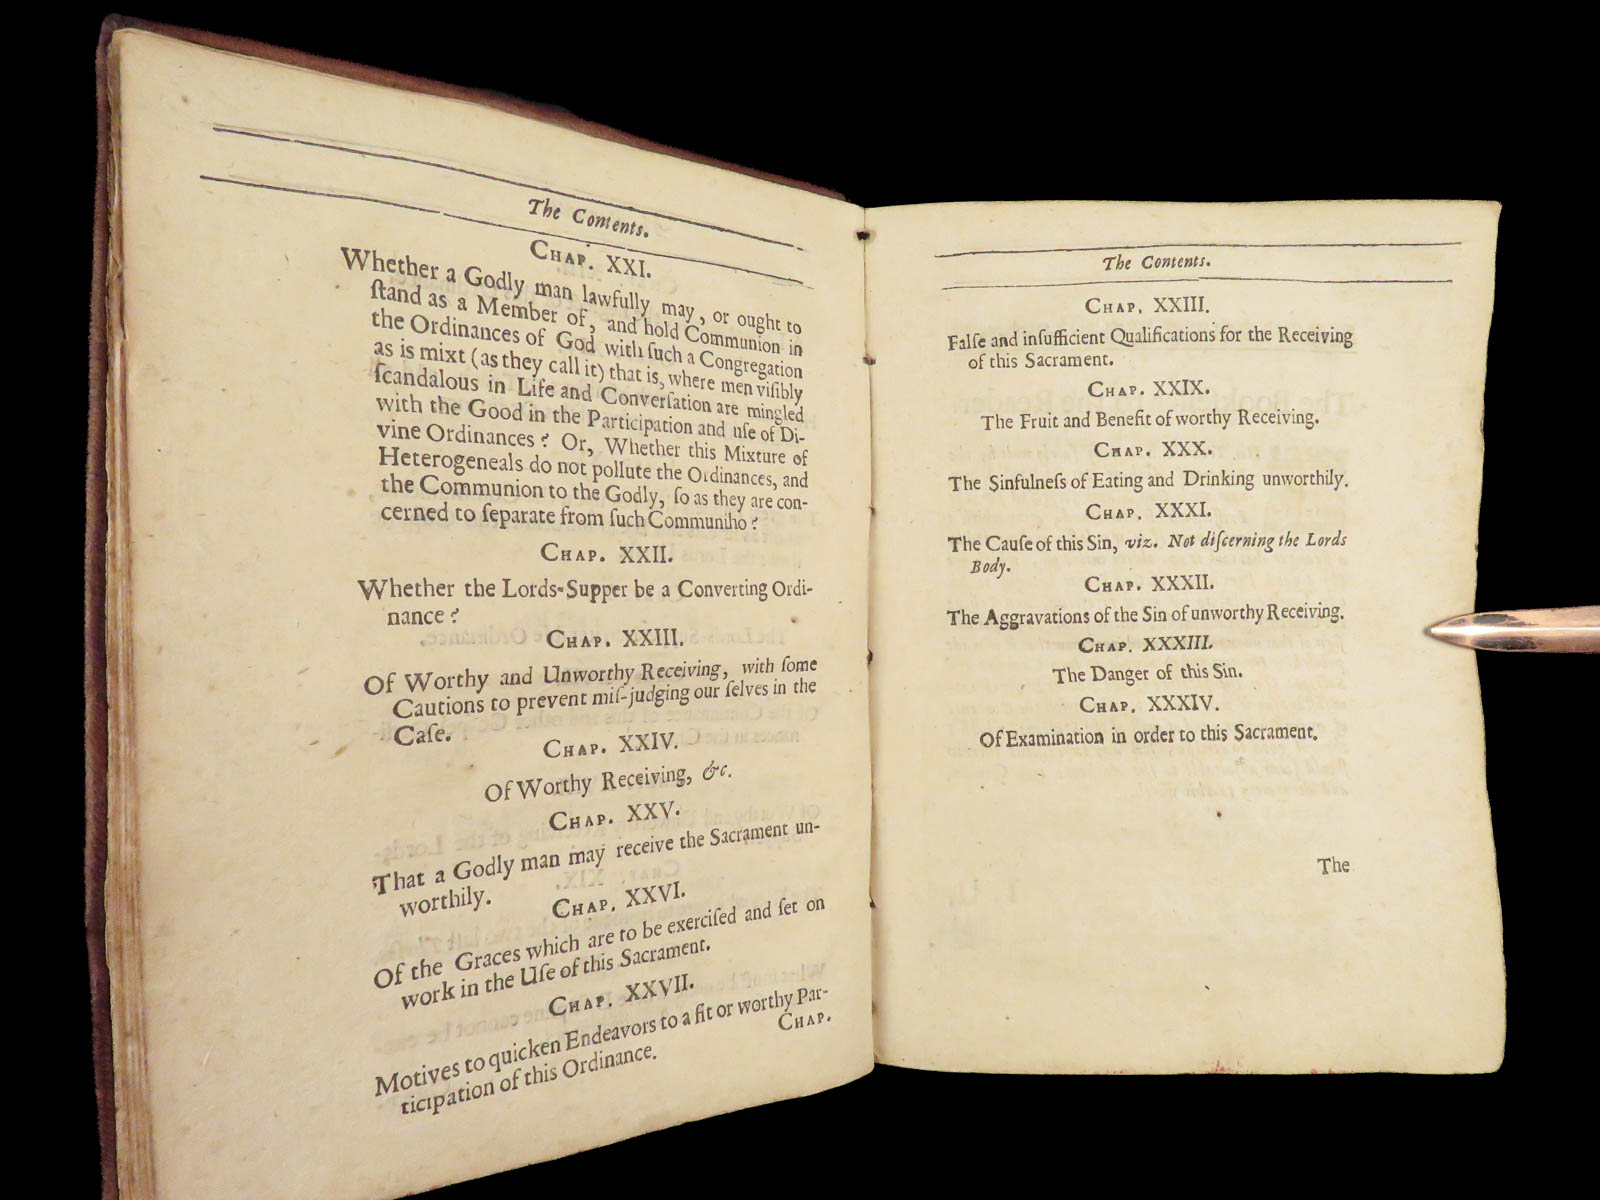 The Contents.
CHAP. XXI.
Whether a Godly man lawfully may, or ought to
ſtand as a Member of, and hold Communion in
the Ordinances of God with ſuch a Congregation
as is mixt (as they call it) that is, where men viſibly
ſcandalous in Life and Converſation are mingled
with the Good in the Participation and uſe of Di-
vine Ordinances? Or, Whether this Mixture of
Heterogeneals do not pollute the Ordinances, and
the Communion to the Godly, ſo as they are con-
cerned to ſeparate from ſuch Communiho?
CHAP. XXII.
Whether the Lords-Supper be a Converting Ordi-
nance?
CHAP. XXIII.
Of Worthy and Unworthy Receiving, with ſome
Cautions to prevent miſ-judging our ſelves in the
Caſe.
CHAP. XXIV.
Of Worthy Receiving, &c.
CHAP. XXV.
That a Godly man may receive the Sacrament un-
worthily.
CHAP. XXVI.
Of the Graces which are to be exerciſed and ſet on
work in the Uſe of this Sacrament.
CHAP. XXVII.
Motives to quicken Endeavors to a fit or worthy Par-
ticipation of this Ordinance.
CHAP.
The Contents.
CHAP. XXIII.
Falſe and inſufficient Qualifications for the Receiving
of this Sacrament.
CHAP. XXIX.
The Fruit and Benefit of worthy Receiving.
CHAP. XXX.
The Sinfulneſs of Eating and Drinking unworthily.
CHAP. XXXI.
The Cauſe of this Sin, viz. Not diſcerning the Lords
Body.
CHAP. XXXII.
The Aggravations of the Sin of unworthy Receiving.
CHAP. XXXIII.
The Danger of this Sin.
CHAP. XXXIV.
Of Examination in order to this Sacrament.
The